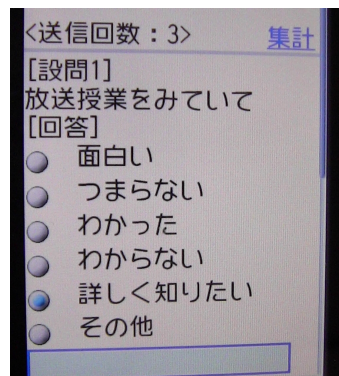 <送信回数：3>
集計
[設問1]
放送授業をみていて
[回答]
面白い
つまらない
わかった
わからない
詳しく知りたい
その他